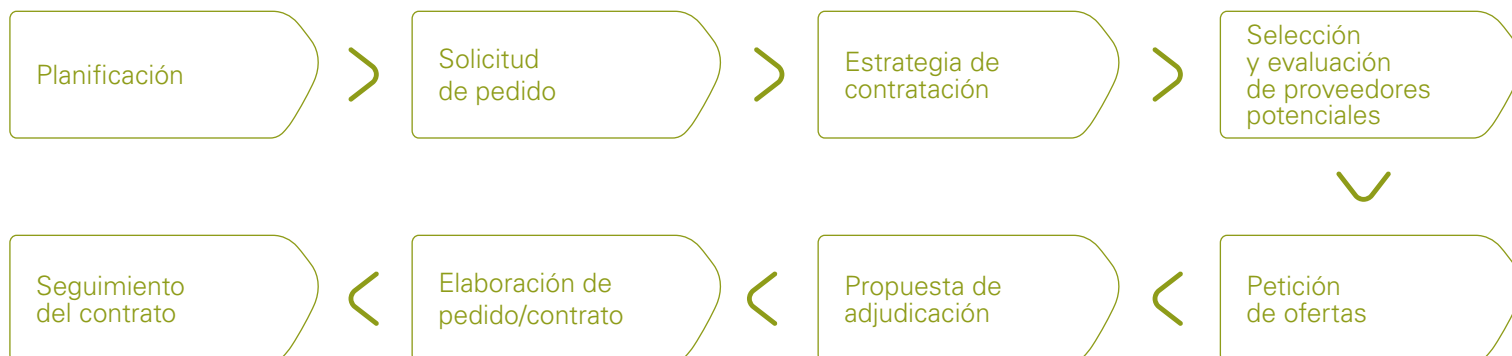 Planificación
Solicitud
de pedido
Estrategia de
contratación
Selección
y evaluación
de proveedores
potenciales
Petición
de ofertas
Propuesta de
adjudicación
Elaboración de
pedido/contrato
Seguimiento
del contrato